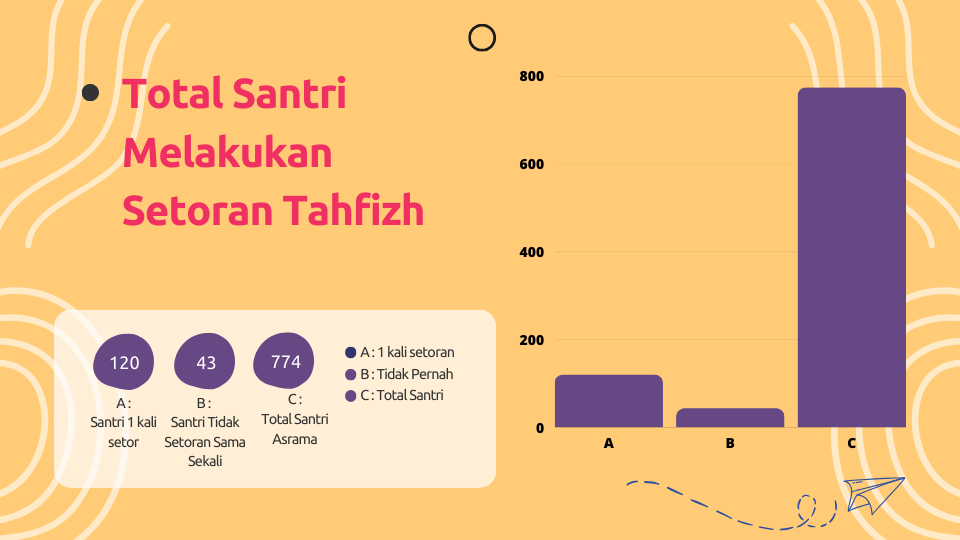 Total Santri
Melakukan
Setoran Tahfizh
120
43
774
A :
Santri 1 kali
setor
B :
Santri Tidak
Setoran Sama
Sekali
C :
Total Santri
Asrama
A : 1 kali setoran
B : Tidak Pernah
C : Total Santri
800
600
400
200
0
A
B
C